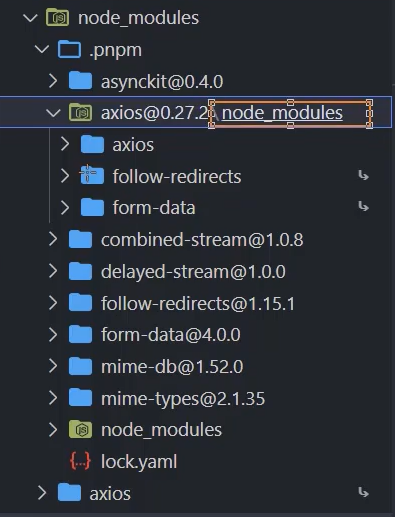 node_modules
.pnpm
asynckit@0.4.0
axios@0.27.2\node_modules
axios
follow-redirects
form-data
combined-stream@1.0.8
delayed-stream@1.0.0
follow-redirects@1.15.1
form-data@4.0.0
mime-db@1.52.0
mime-types@2.1.35
node_modules
lock.yaml
axios